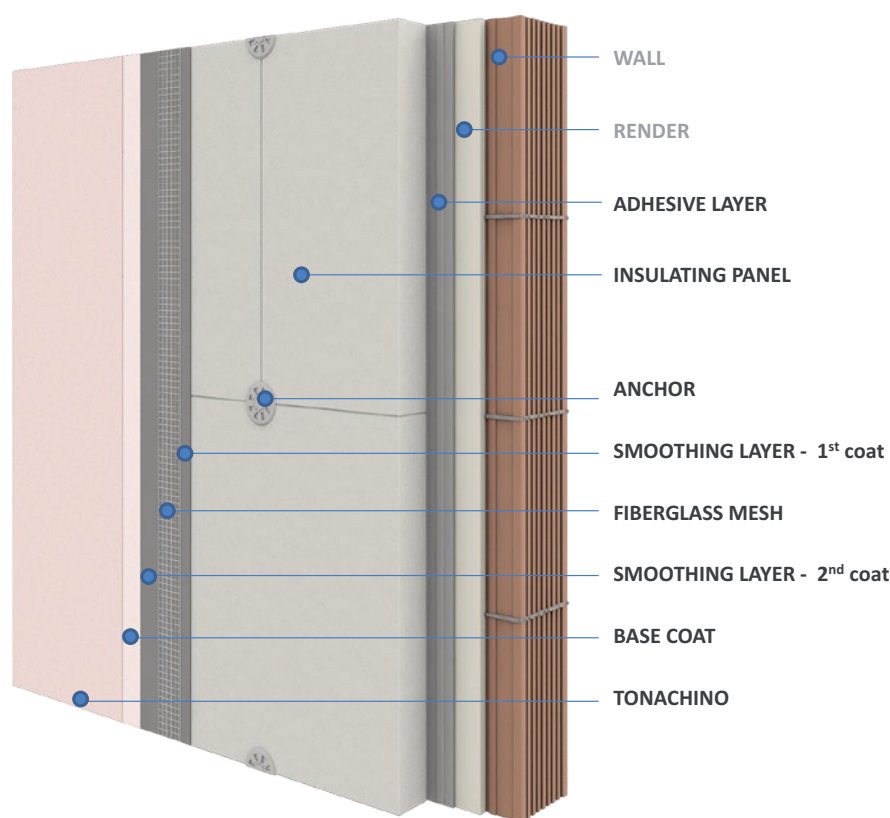 WALL
RENDER
ADHESIVE LAYER
INSULATING PANEL
ANCHOR
SMOOTHING LAYER - 1st coat
FIBERGLASS MESH
SMOOTHING LAYER - 2nd coat
BASE COAT
TONACHINO